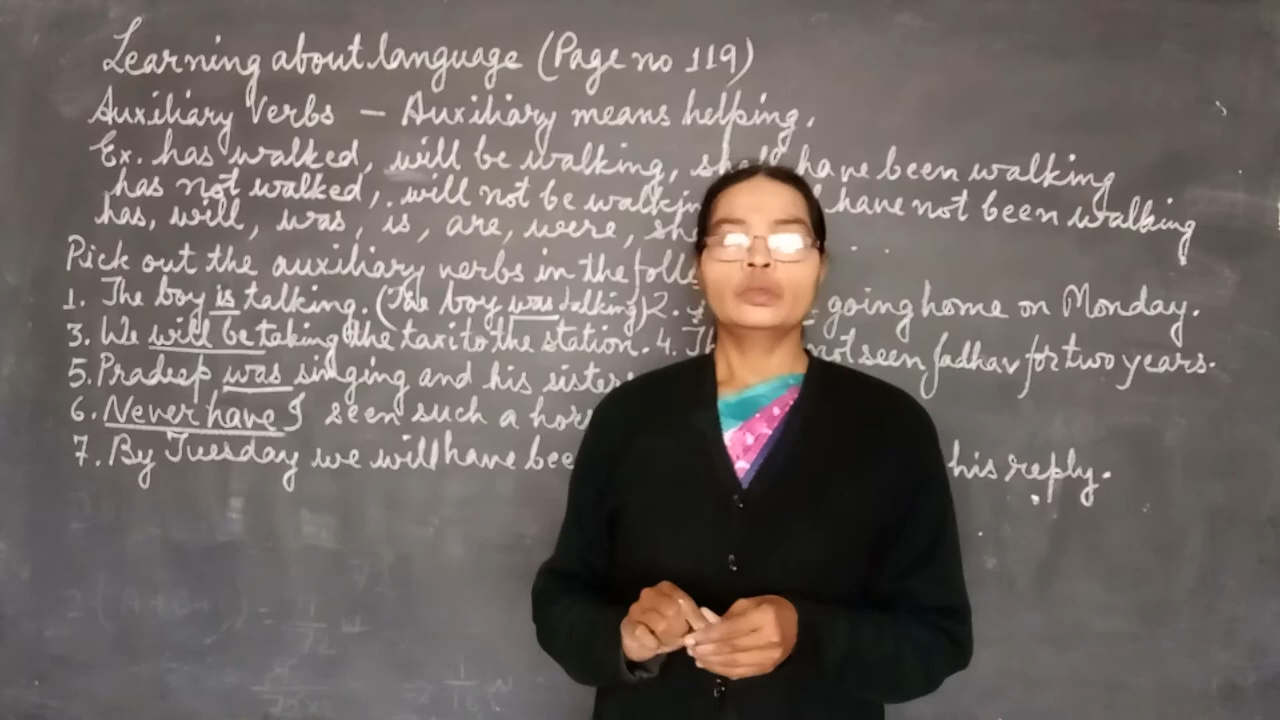 Learning about language (Page no 119)
Auxiliary Verbs — Auxiliary means helping.
Ex. has walked, will be walking, shall have been walking
has not walked, will not be walking have not been walking
has, will, was, is, are, were,
Pick out the auxiliary verbs in the
1. The boy is talking. (The boy was talking) 2. going home on Monday.
3. We will be taking the taxi to the station. 4. not seen Jadhav for two years.
5. Pradeep was singing and his sister
6. Never have I seen such a
7. By Tuesday we will have his reply.